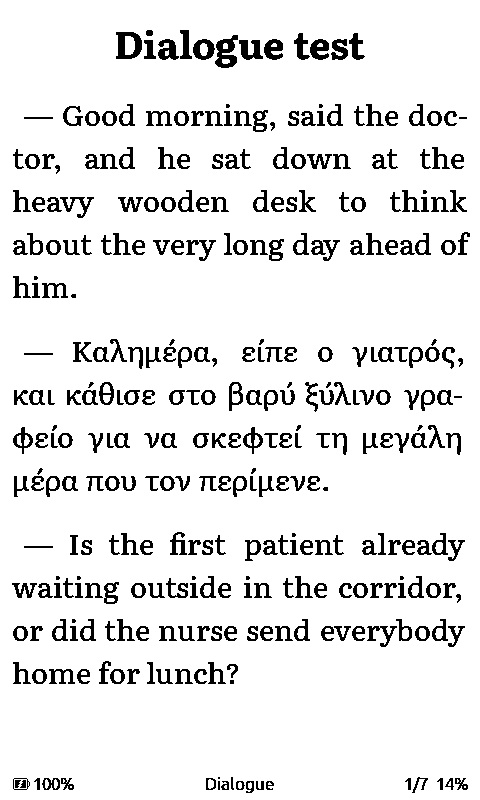 Dialogue test
— Good morning, said the doc-
tor, and he sat down at the
heavy wooden desk to think
about the very long day ahead of
him.
— Καλημέρα, είπε ο γιατρός,
και κάθισε στο βαρύ ξύλινο γρα-
φείο για να σκεφτεί τη μεγάλη
μέρα που τον περίμενε.
— Is the first patient already
waiting outside in the corridor,
or did the nurse send everybody
home for lunch?
100% Dialogue 1/7 14%